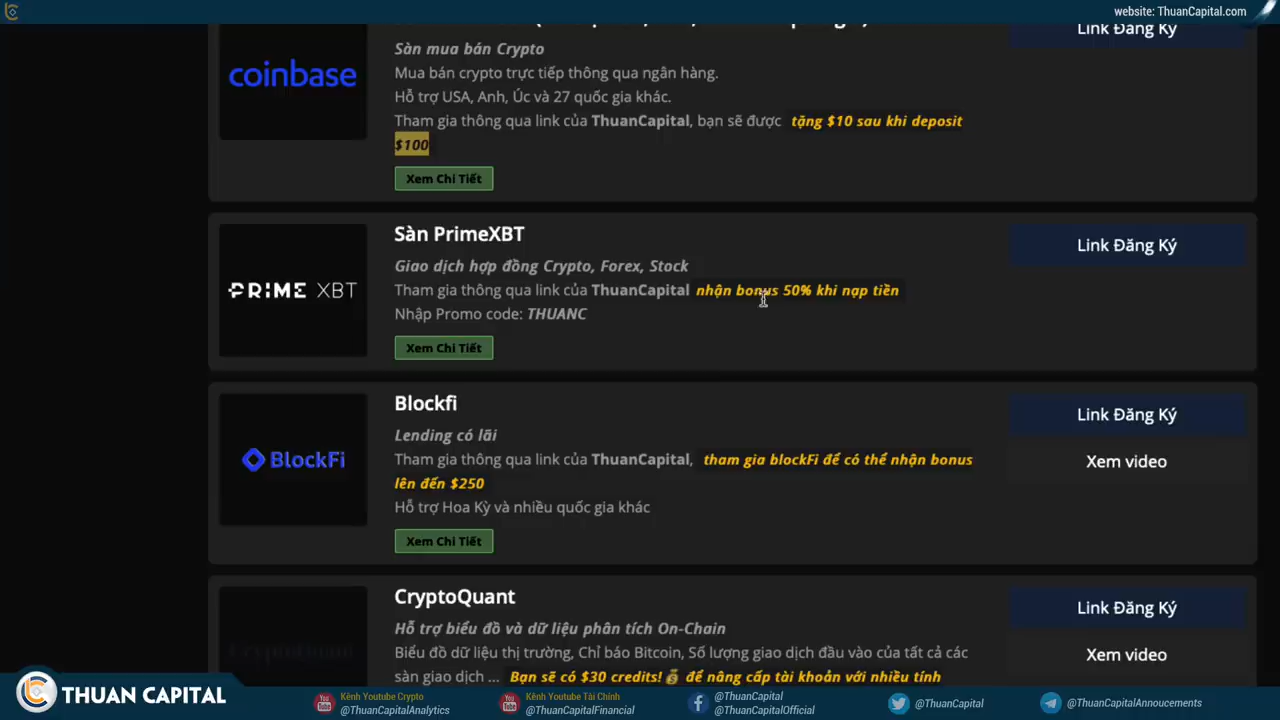 website: ThuanCapital.com
Link Đăng Ký
coinbase
Sàn mua bán Crypto
Mua bán crypto trực tiếp thông qua ngân hàng.
Hỗ trợ USA, Anh, Úc và 27 quốc gia khác.
Tham gia thông qua link của ThuanCapital, bạn sẽ được tặng $10 sau khi deposit
$100
Xem Chi Tiết
PRIME XBT
Sàn PrimeXBT
Link Đăng Ký
Giao dịch hợp đồng Crypto, Forex, Stock
Tham gia thông qua link của ThuanCapital nhận bonus 50% khi nạp tiền
Nhập Promo code: THUANC
Xem Chi Tiết
BlockFi
Blockfi
Link Đăng Ký
Lending có lãi
Tham gia thông qua link của ThuanCapital, tham gia blockFi để có thể nhận bonus
lên đến $250
Xem video
Hỗ trợ Hoa Kỳ và nhiều quốc gia khác
Xem Chi Tiết
CryptoQuant
CryptoQuant
Link Đăng Ký
Hỗ trợ biểu đồ và dữ liệu phân tích On-Chain
Biểu đồ dữ liệu thị trường, Chỉ báo Bitcoin, Số lượng giao dịch đầu vào của tất cả các
sàn giao dịch ... Bạn sẽ có $30 credits!💰 để nâng cấp tài khoản với nhiều tính
Xem video
THUAN CAPITAL
Kênh Youtube Crypto
@ThuanCapitalAnalytics
Kênh Youtube Tài Chính
@ThuanCapitalFinancial
@ThuanCapital
@ThuanCapitalOfficial
@ThuanCapital
@ThuanCapitalAnnoucements